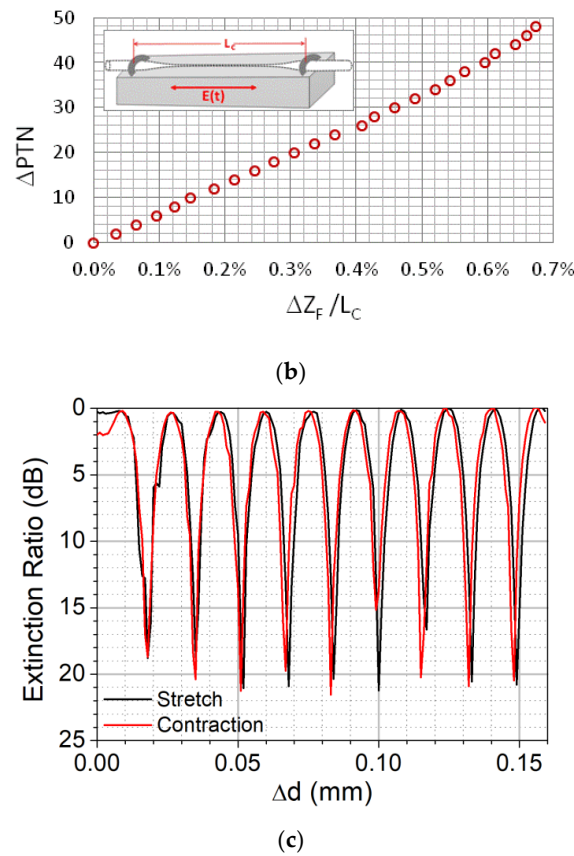 50
40
30
20
10
0
ΔPTN
L_C
E(t)
0.0% 0.1% 0.2% 0.3% 0.4% 0.5% 0.6% 0.7%
ΔZ_F /L_C
(b)
0
5
10
15
20
25
Extinction Ratio (dB)
Stretch
Contraction
0.00 0.05 0.10 0.15
Δd (mm)
(c)